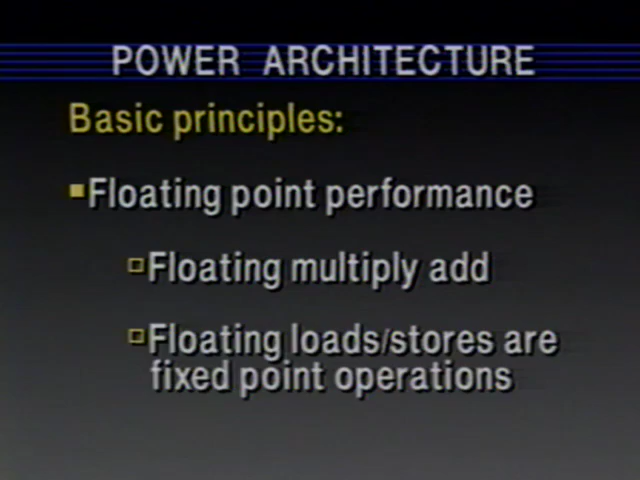 POWER ARCHITECTURE
Basic principles:
Floating point performance
Floating multiply add
Floating loads/stores are
fixed point operations